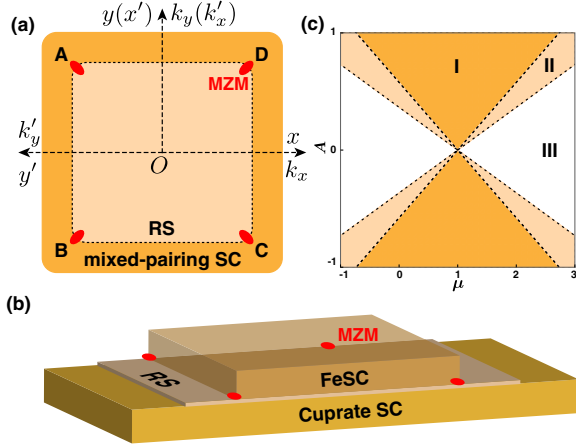 (a)
y(x′)
k_y(k′_x)
A
D
MZM
k′_y
y′
O
x
k_x
B
RS
C
mixed-pairing SC
(c)
1
I
II
A
0
III
-1
-1
0
1
2
3
μ
(b)
MZM
RS
FeSC
Cuprate SC